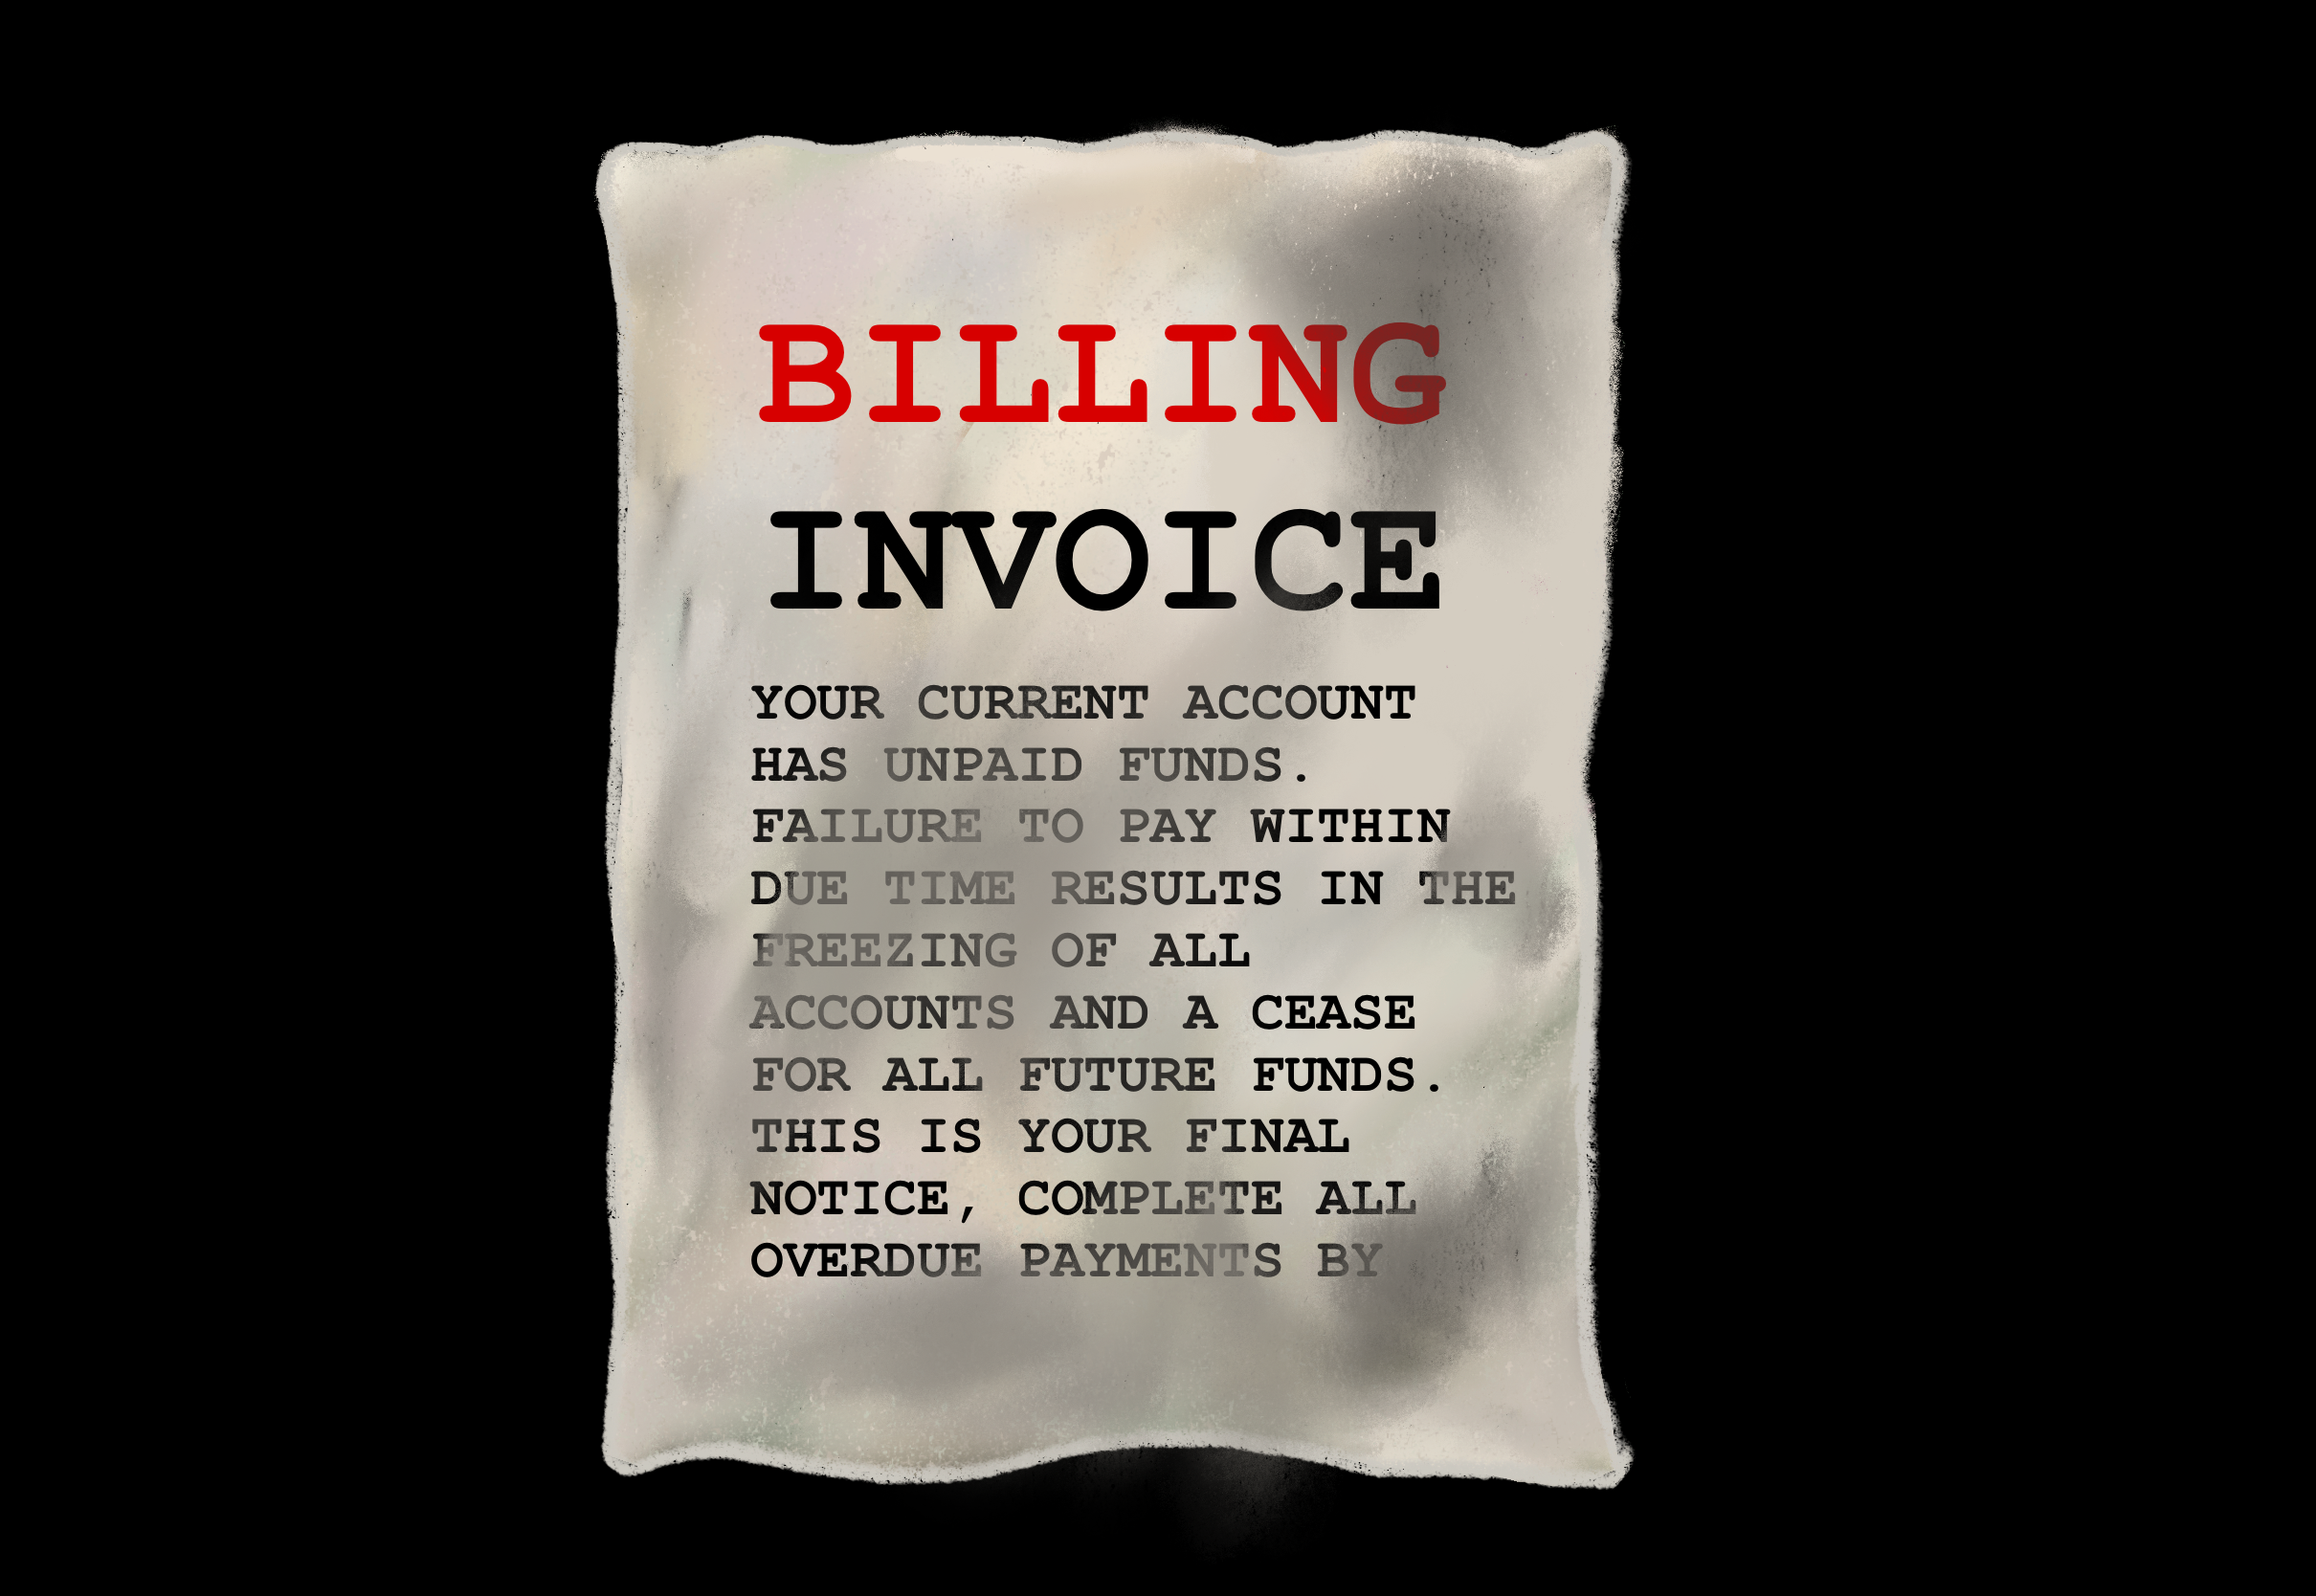 BILLING
INVOICE
YOUR CURRENT ACCOUNT
HAS UNPAID FUNDS.
FAILURE TO PAY WITHIN
DUE TIME RESULTS IN THE
FREEZING OF ALL
ACCOUNTS AND A CEASE
FOR ALL FUTURE FUNDS.
THIS IS YOUR FINAL
NOTICE, COMPLETE ALL
OVERDUE PAYMENTS BY